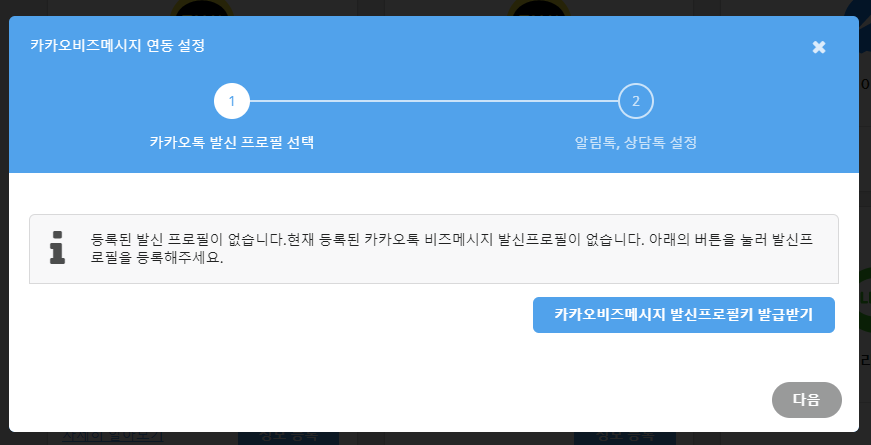 카카오비즈메시지 연동 설정
1
2
카카오톡 발신 프로필 선택
알림톡, 상담톡 설정
등록된 발신 프로필이 없습니다.현재 등록된 카카오톡 비즈메시지 발신프로필이 없습니다. 아래의 버튼을 눌러 발신프
로필을 등록해주세요.
카카오비즈메시지 발신프로필키 발급받기
다음